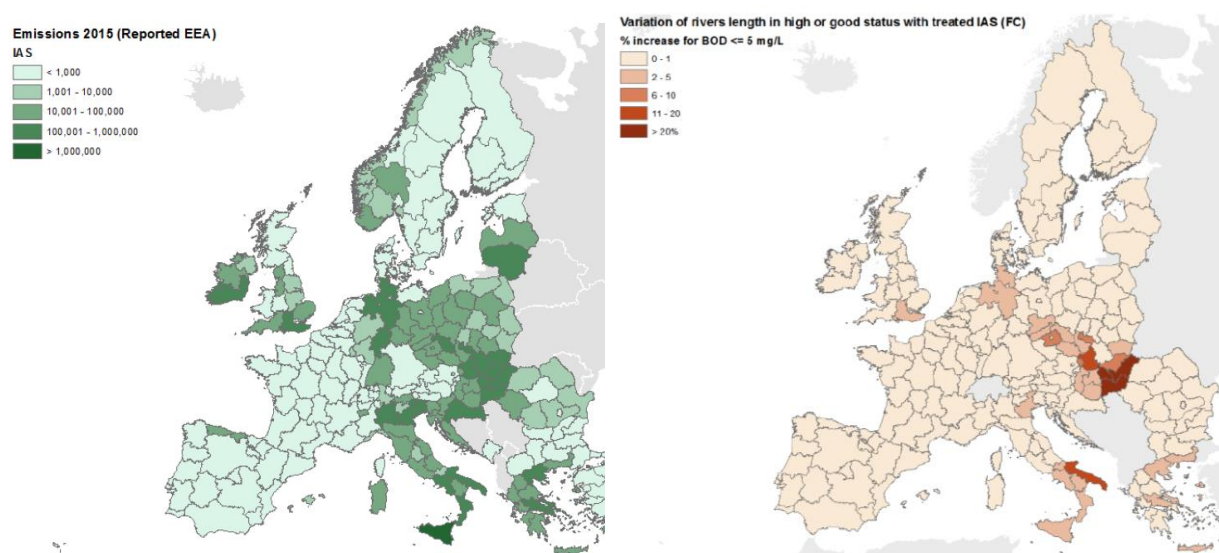 Emissions 2015 (Reported EEA)
IAS
< 1,000
1,001 - 10,000
10,001 - 100,000
100,001 - 1,000,000
> 1,000,000
Variation of rivers length in high or good status with treated IAS (FC)
% increase for BOD <= 5 mg/L
0 - 1
2 - 5
6 - 10
11 - 20
> 20%